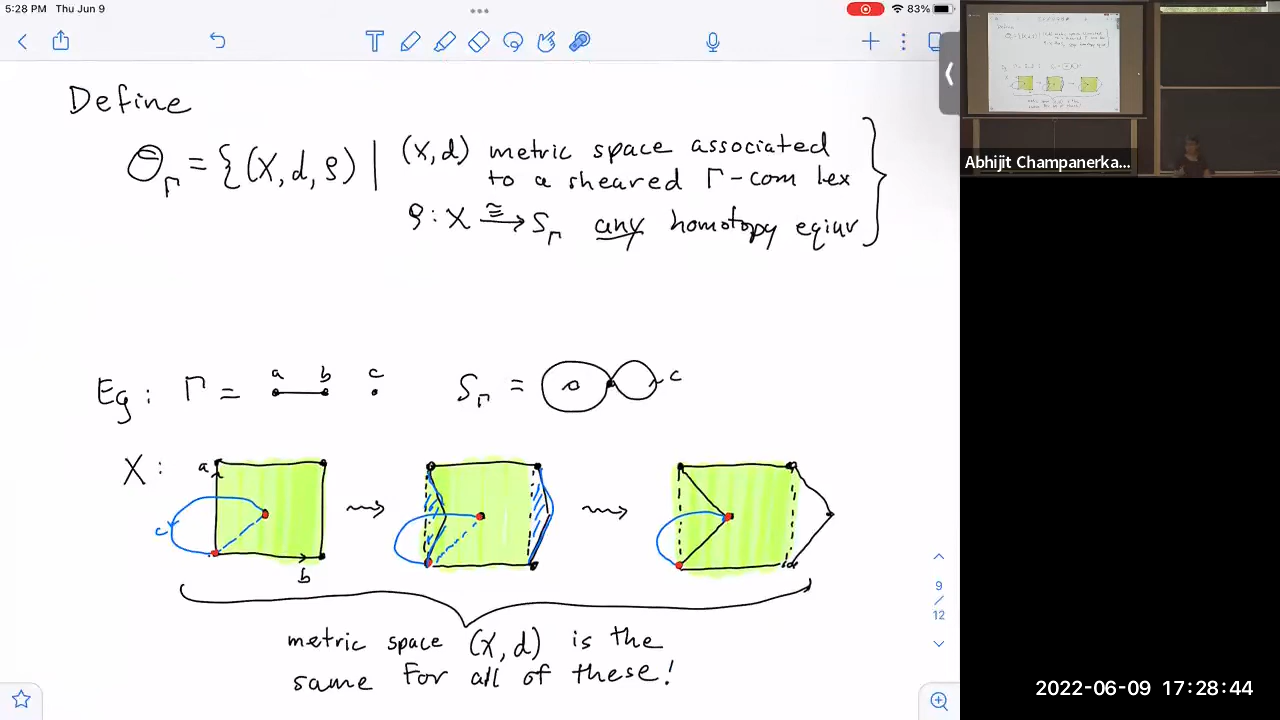 5:28 PM Thu Jun 9
83%
Define
Θ_Γ = {(X, d, ρ) | (X, d) metric space associated
to a sheared Γ-com lex
ρ: X ≅→ S_Γ any homotopy eqiuv }
Eg: Γ = a b c S_Γ = c
X:
a
c
b
metric space (X, d) is the
same for all of these!
9
/
12
Abhijit Champanerka...
2022-06-09 17:28:44